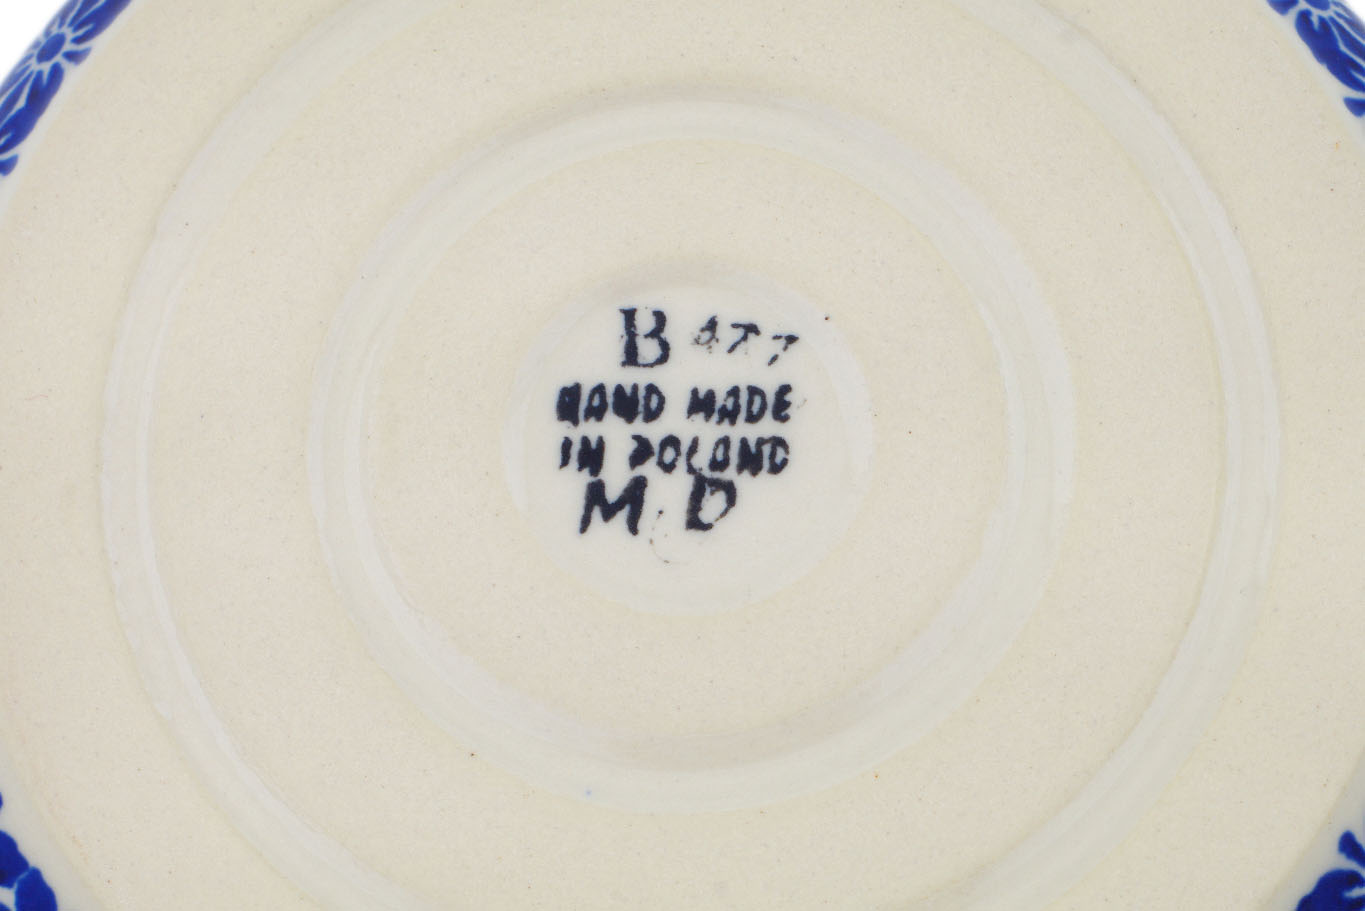 B 477
HAND MADE
IN POLAND
M.D